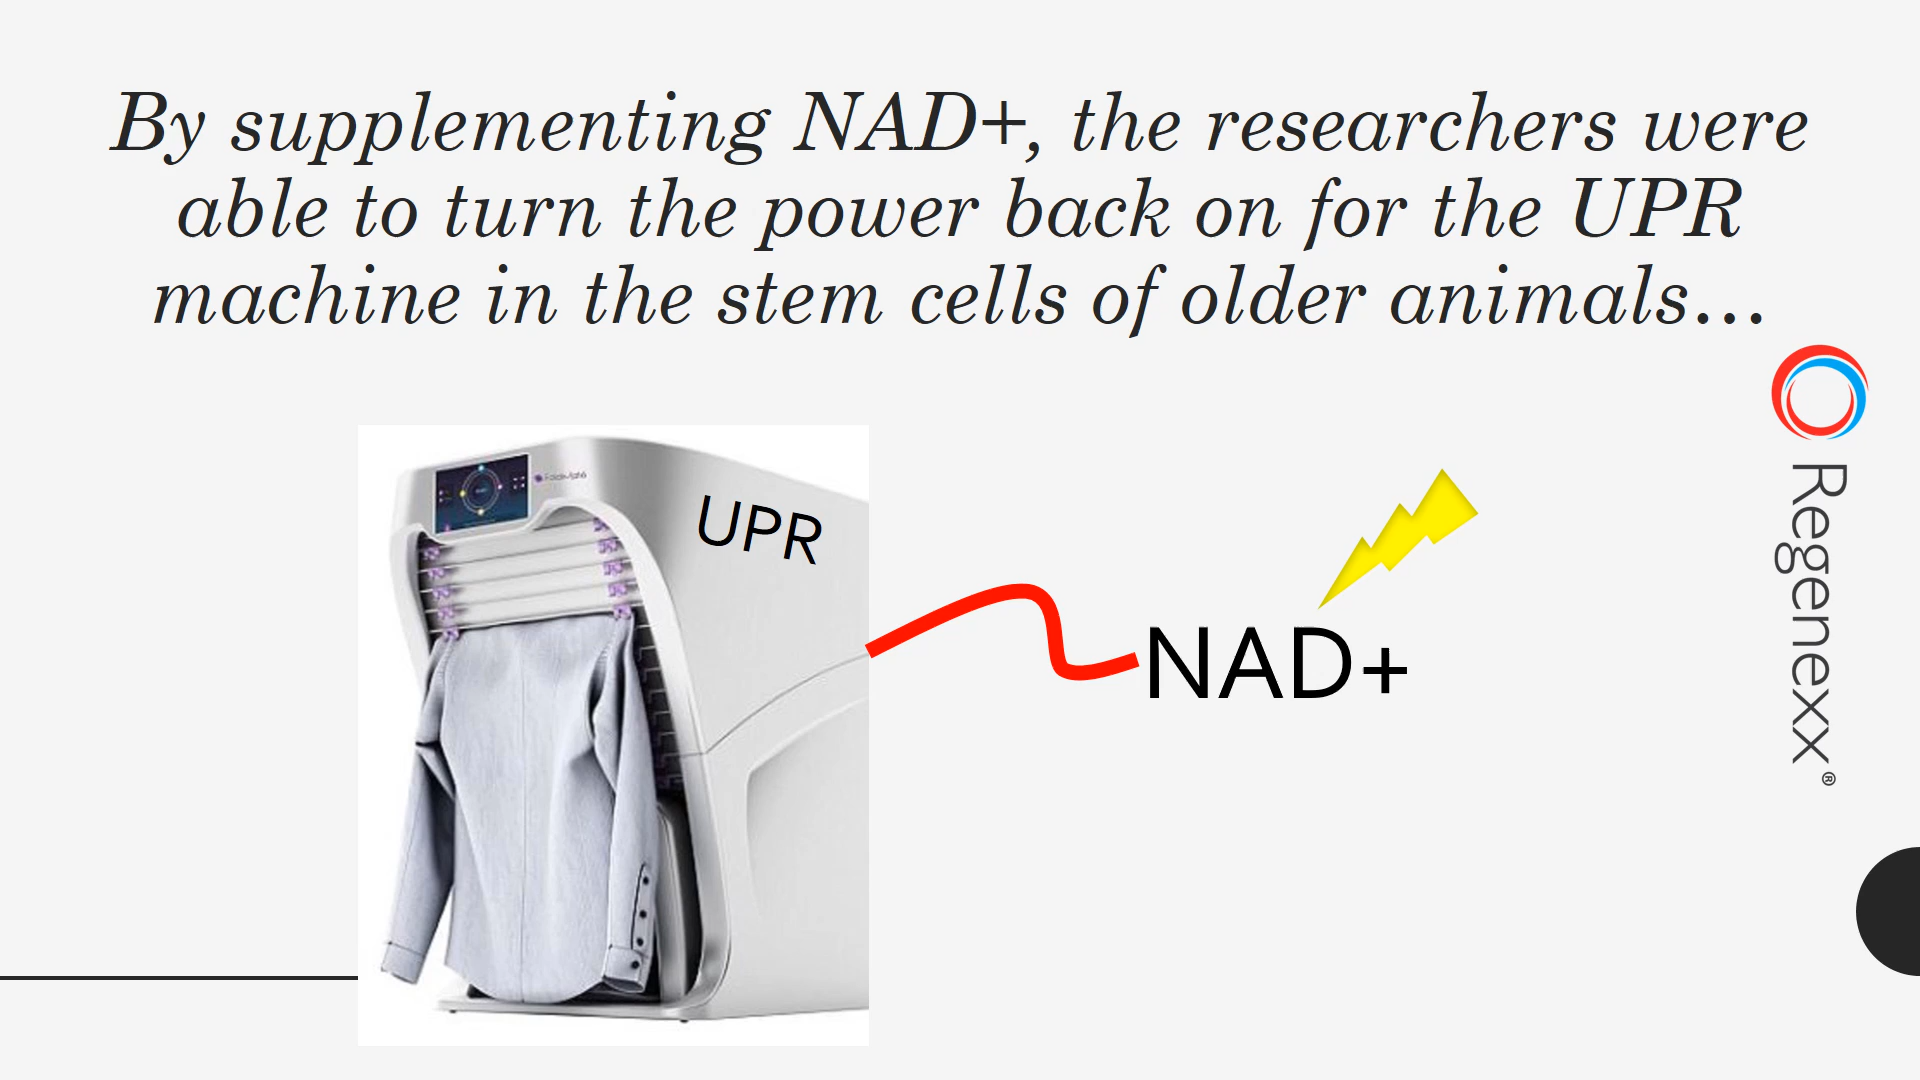 By supplementing NAD+, the researchers were
able to turn the power back on for the UPR
machine in the stem cells of older animals...
FoldiMate
UPR
NAD+
Regenexx®